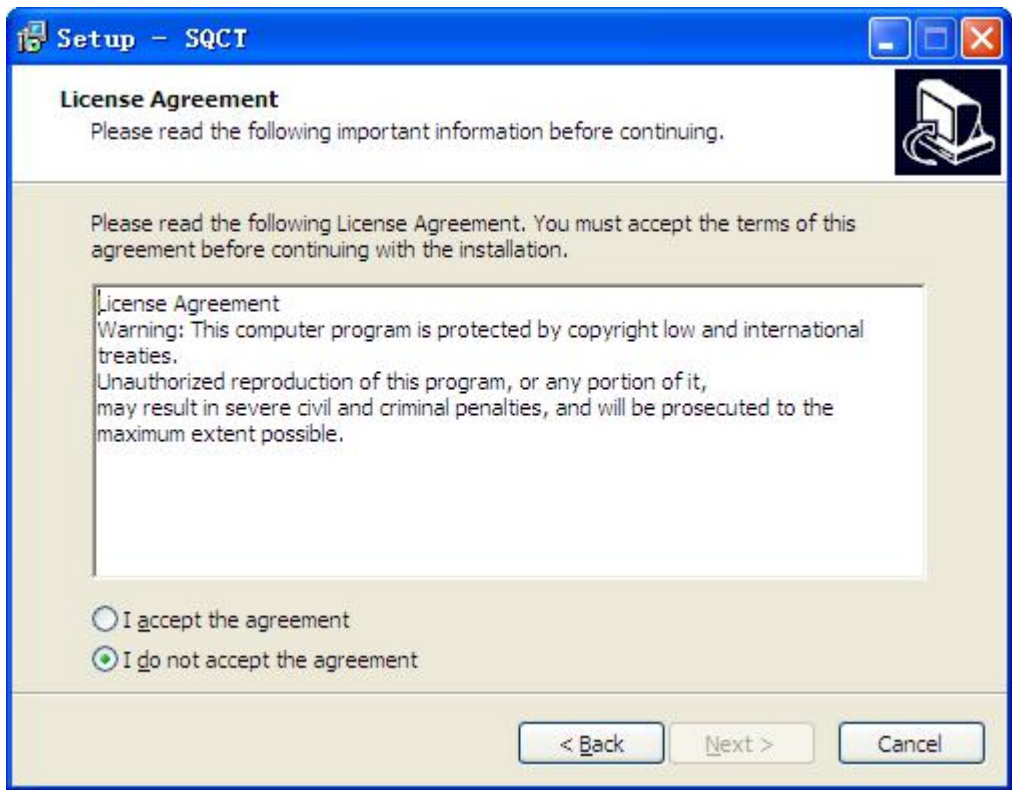 Setup - SQCT
License Agreement
Please read the following important information before continuing.
Please read the following License Agreement. You must accept the terms of this
agreement before continuing with the installation.
License Agreement
Warning: This computer program is protected by copyright low and international
treaties.
Unauthorized reproduction of this program, or any portion of it,
may result in severe civil and criminal penalties, and will be prosecuted to the
maximum extent possible.
I accept the agreement
I do not accept the agreement
< Back Next > Cancel